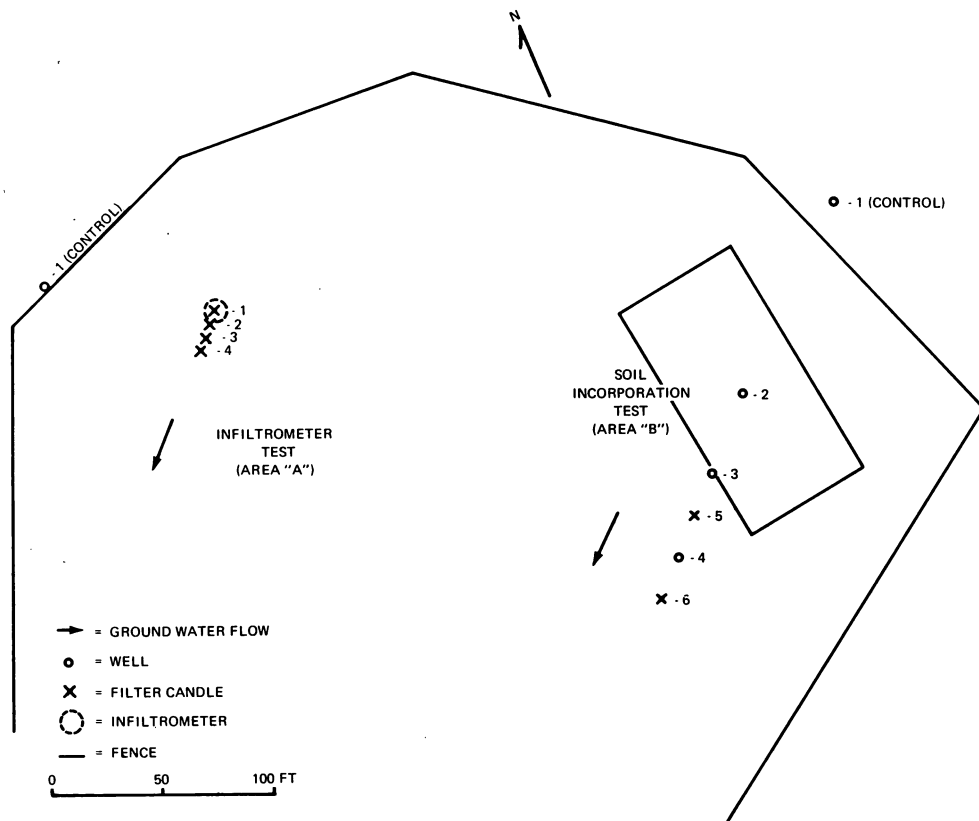 N
- 1 (CONTROL)
- 1 (CONTROL)
- 1
- 2
- 3
- 4
SOIL
INCORPORATION
TEST
(AREA "B")
- 2
INFILTROMETER
TEST
(AREA "A")
- 3
- 5
- 4
- 6
= GROUND WATER FLOW
= WELL
= FILTER CANDLE
= INFILTROMETER
= FENCE
0 50 100 FT